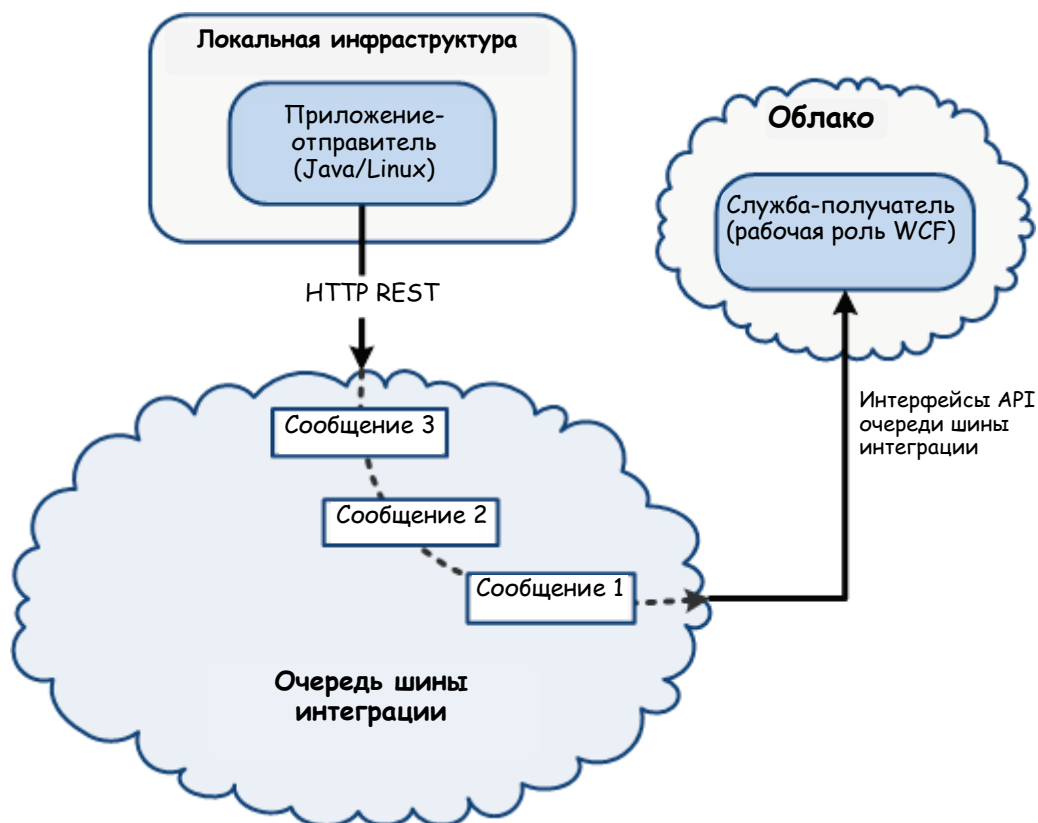 Локальная инфраструктура
Приложение-
отправитель
(Java/Linux)
HTTP REST
Облако
Служба-получатель
(рабочая роль WCF)
Интерфейсы API
очереди шины
интеграции
Сообщение 3
Сообщение 2
Сообщение 1
Очередь шины
интеграции